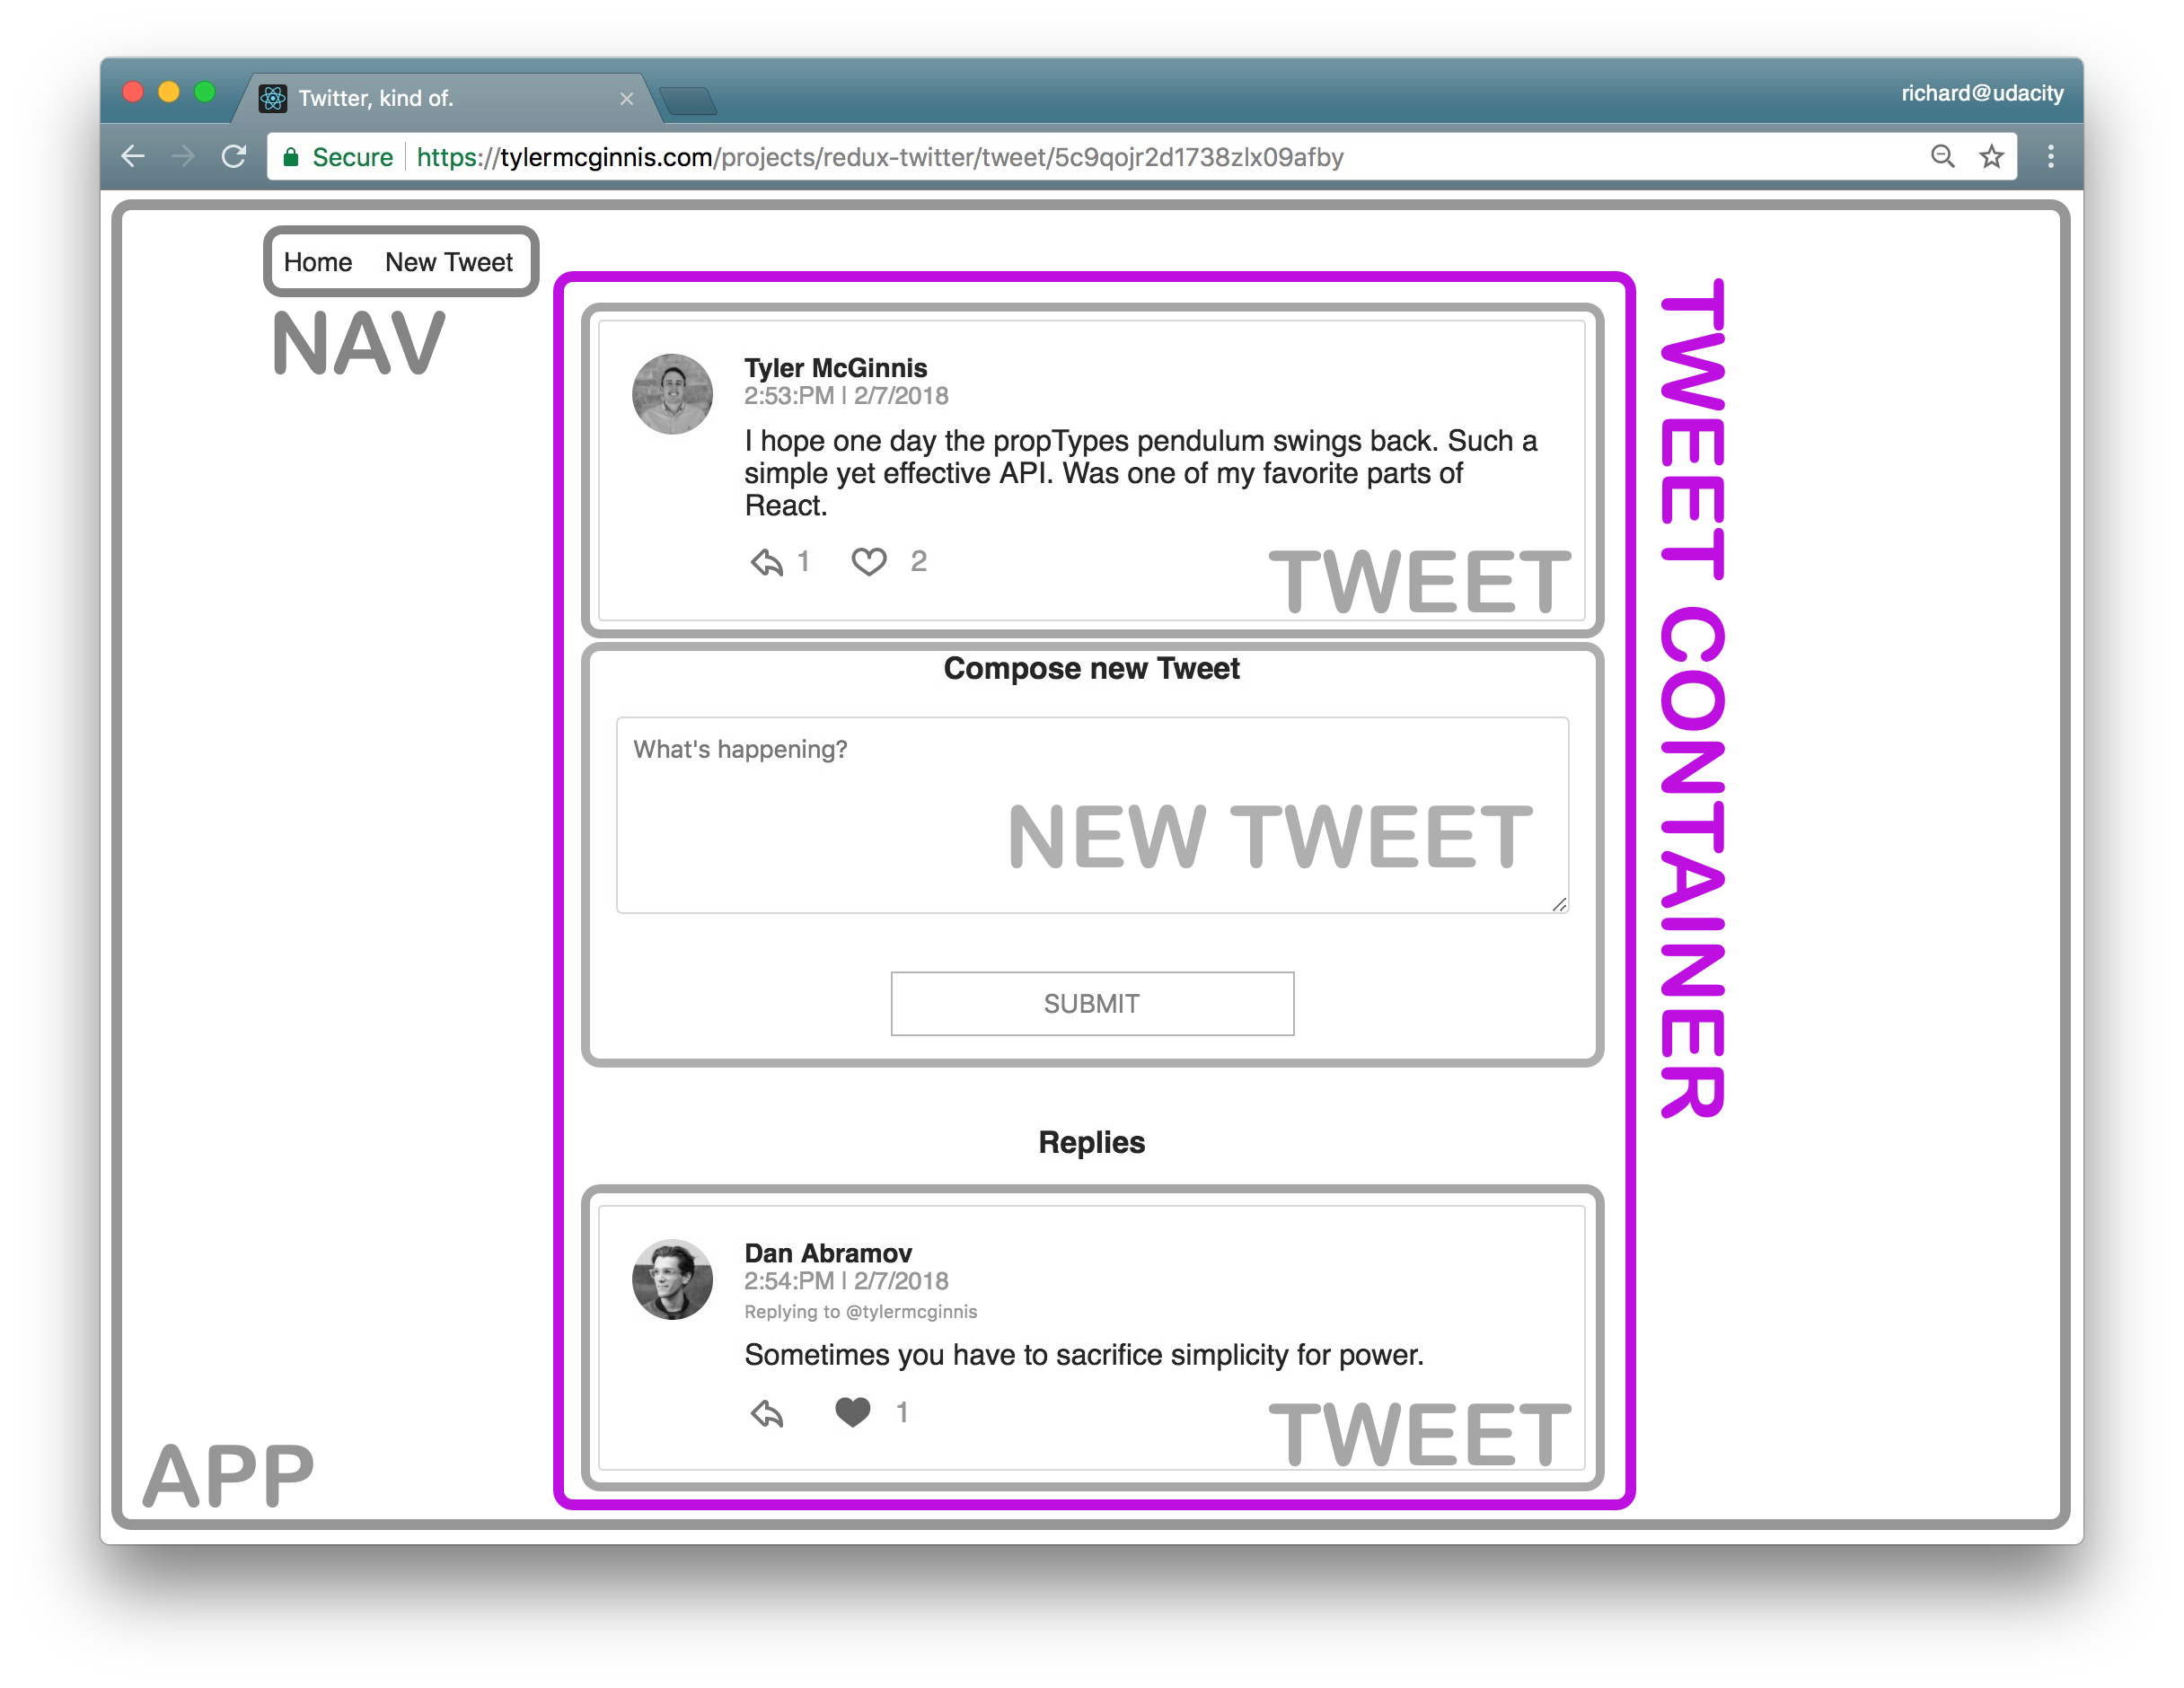 Twitter, kind of.
richard@udacity
Secure https://tylermcginnis.com/projects/redux-twitter/tweet/5c9qojr2d1738zlx09afby
Home New Tweet
NAV
Tyler McGinnis
2:53:PM | 2/7/2018
I hope one day the propTypes pendulum swings back. Such a
simple yet effective API. Was one of my favorite parts of
React.
1 2
TWEET
Compose new Tweet
What's happening?
NEW TWEET
SUBMIT
Replies
Dan Abramov
2:54:PM | 2/7/2018
Replying to @tylermcginnis
Sometimes you have to sacrifice simplicity for power.
1
TWEET
TWEET CONTAINER
APP